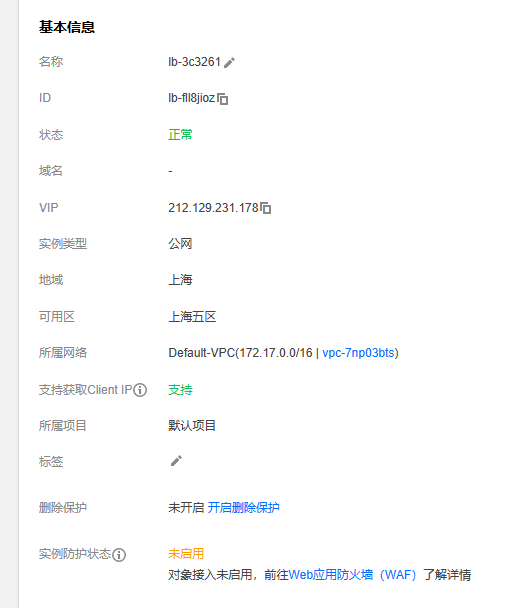 基本信息
名称 lb-3c3261
ID lb-fll8jioz
状态 正常
域名 -
VIP 212.129.231.178
实例类型 公网
地域 上海
可用区 上海五区
所属网络 Default-VPC(172.17.0.0/16 | vpc-7np03bts)
支持获取Client IP 支持
所属项目 默认项目
标签
删除保护 未开启 开启删除保护
实例防护状态 未启用
对象接入未启用，前往Web应用防火墙（WAF）了解详情